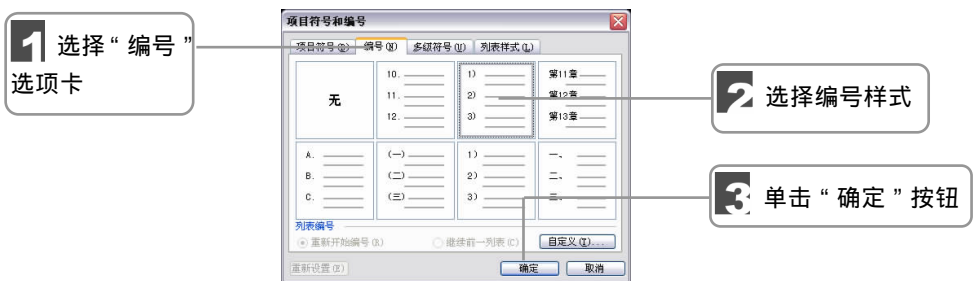 1 选择“编号”
选项卡
项目符号和编号
项目符号(B) 编号(N) 多级符号(U) 列表样式(L)
无
10.
11.
12.
1)
2)
3)
第11章
第12章
第13章
A.
B.
C.
(一)
(二)
(三)
1)
2)
3)
一、
二、
三、
列表编号
重新开始编号(R) 继续前一列表(C) 自定义(T)...
重新设置(E) 确定 取消
2 选择编号样式
3 单击“确定”按钮